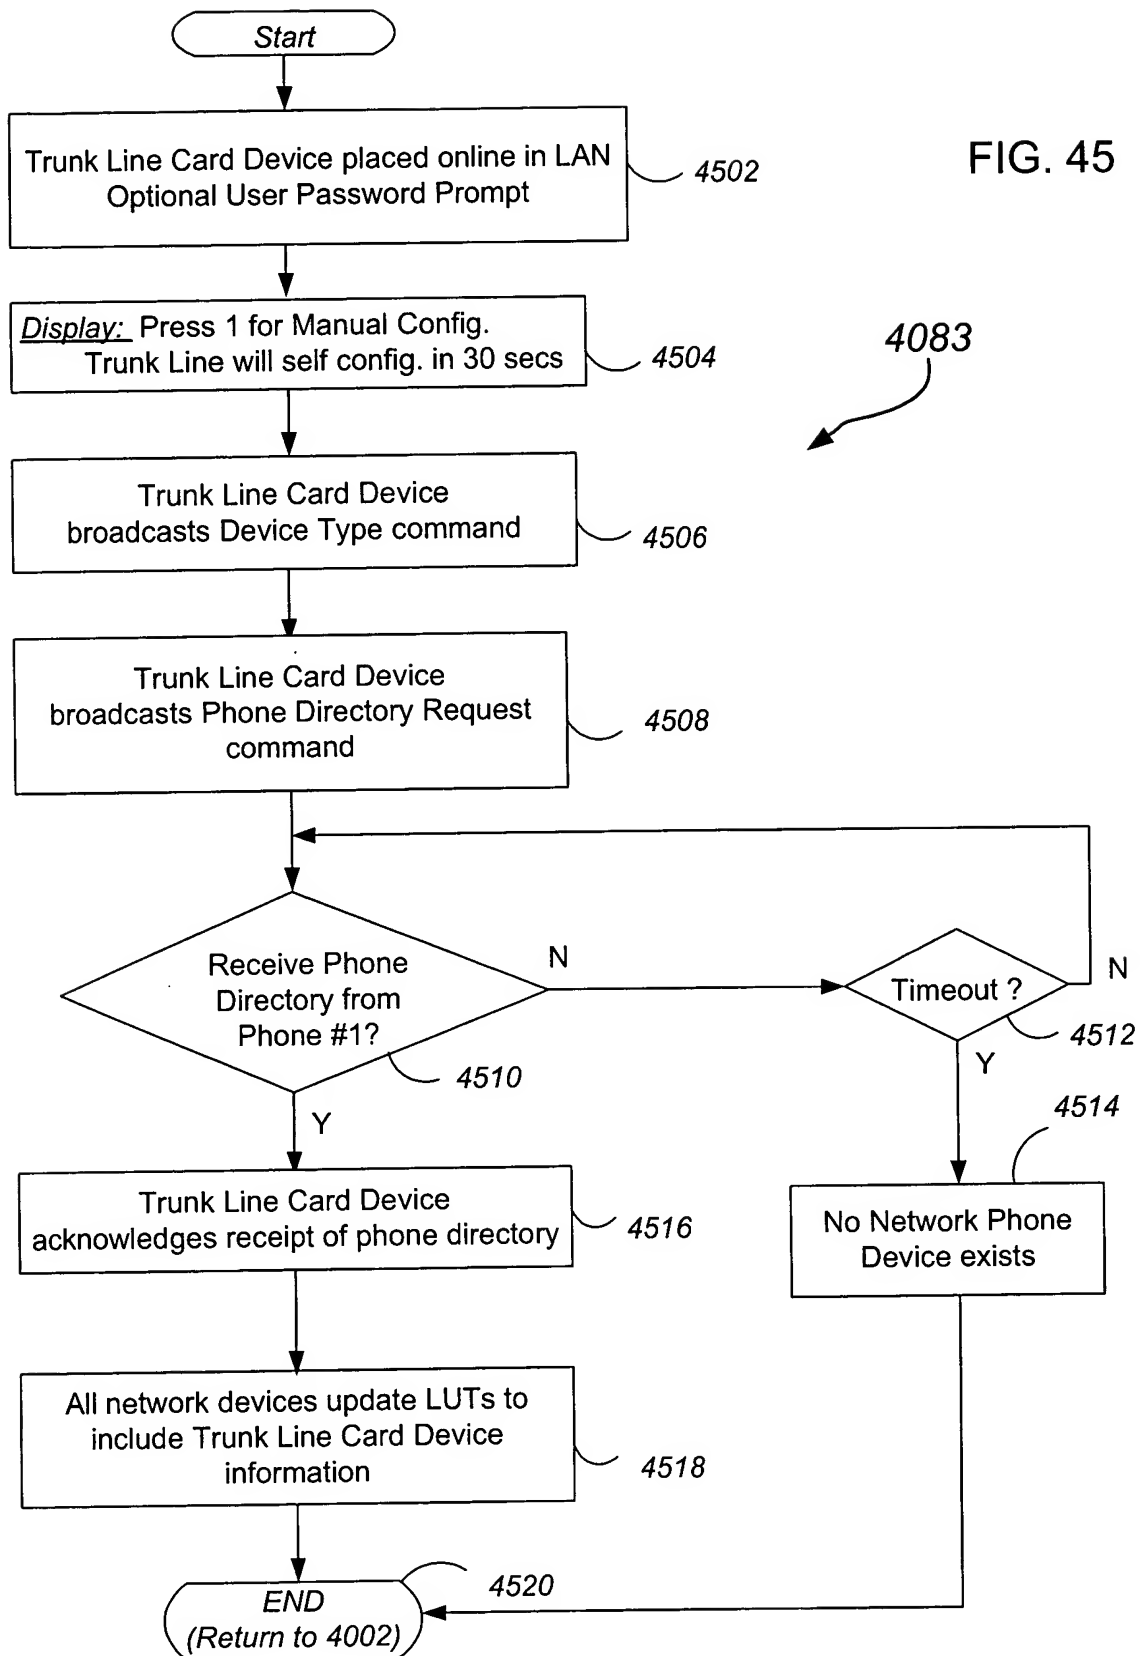 Start
Trunk Line Card Device placed online in LAN
Optional User Password Prompt
4502
FIG. 45
Display: Press 1 for Manual Config.
Trunk Line will self config. in 30 secs
4504
4083
Trunk Line Card Device
broadcasts Device Type command
4506
Trunk Line Card Device
broadcasts Phone Directory Request
command
4508
Receive Phone
Directory from
Phone #1?
4510
N
Timeout ?
4512
N
Y
Y
4514
No Network Phone
Device exists
Trunk Line Card Device
acknowledges receipt of phone directory
4516
All network devices update LUTs to
include Trunk Line Card Device
information
4518
END
(Return to 4002)
4520